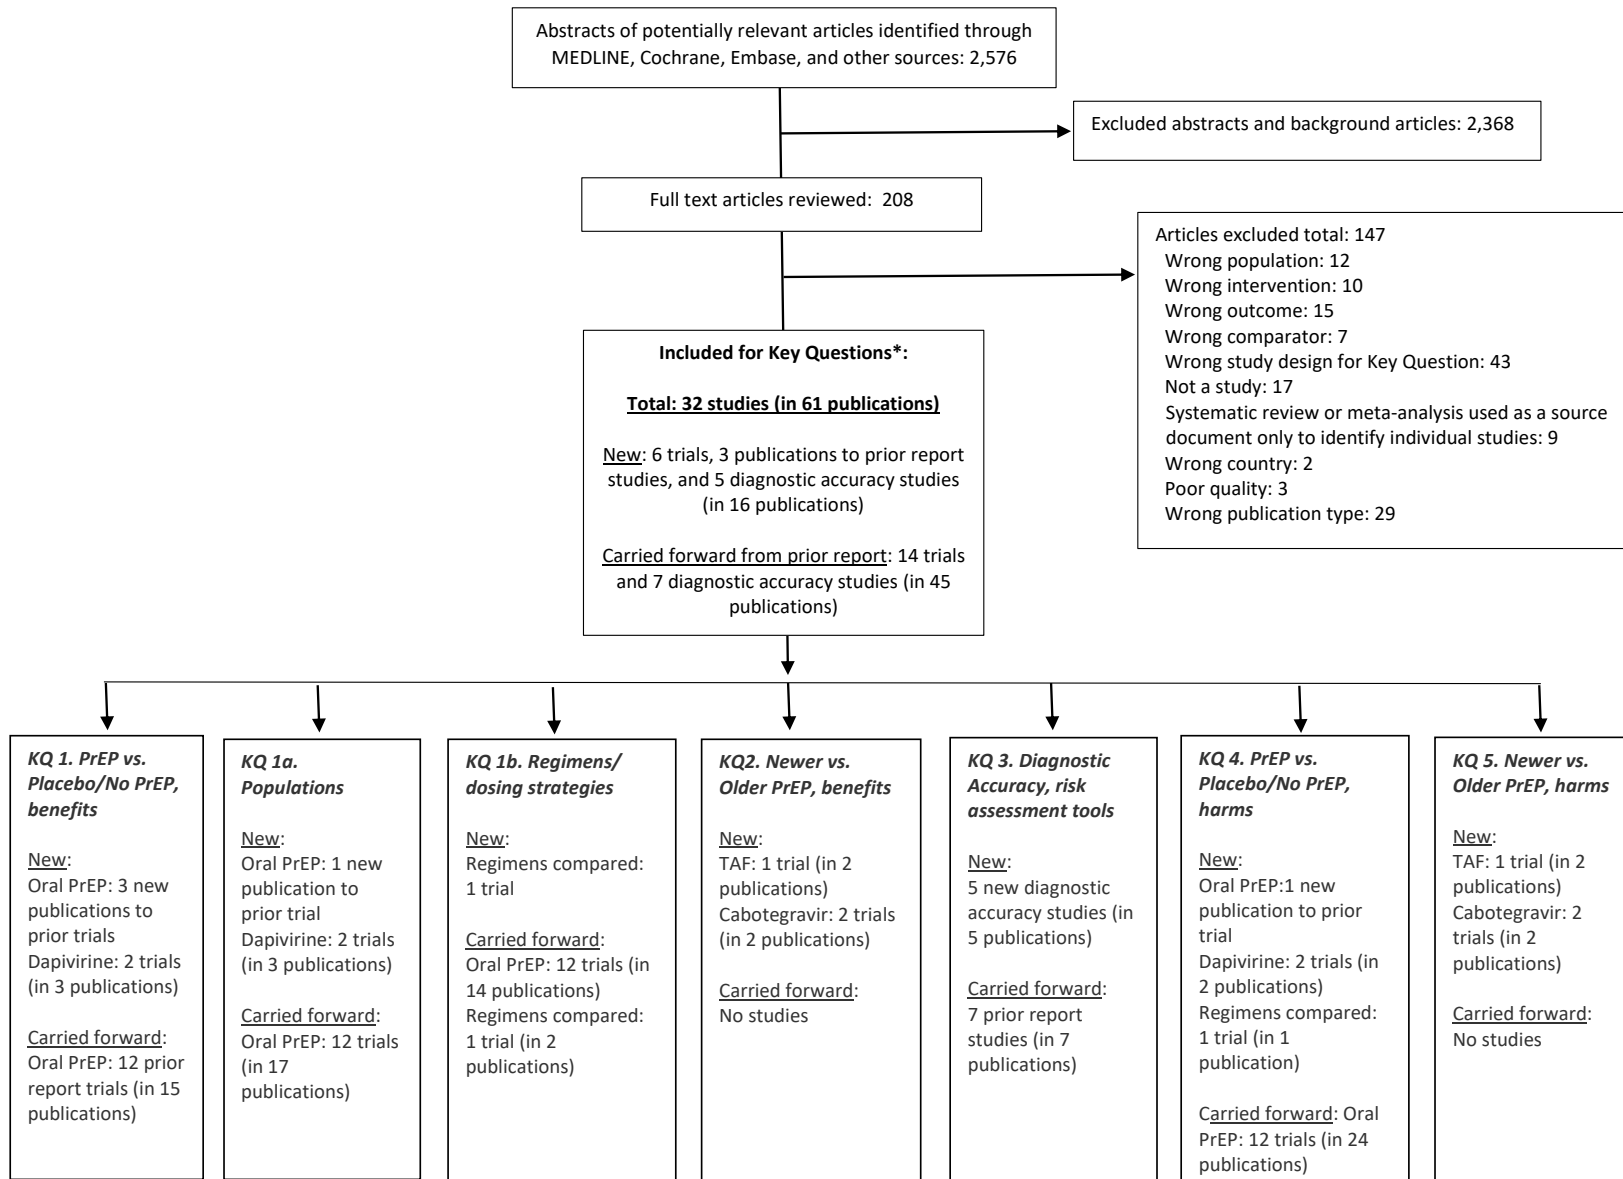 Abstracts of potentially relevant articles identified through
MEDLINE, Cochrane, Embase, and other sources: 2,576
Excluded abstracts and background articles: 2,368
Full text articles reviewed: 208
Articles excluded total: 147
Wrong population: 12
Wrong intervention: 10
Wrong outcome: 15
Wrong comparator: 7
Wrong study design for Key Question: 43
Not a study: 17
Systematic review or meta-analysis used as a source
document only to identify individual studies: 9
Wrong country: 2
Poor quality: 3
Wrong publication type: 29
Included for Key Questions*:
Total: 32 studies (in 61 publications)
New: 6 trials, 3 publications to prior report
studies, and 5 diagnostic accuracy studies
(in 16 publications)
Carried forward from prior report: 14 trials
and 7 diagnostic accuracy studies (in 45
publications)
KQ 1. PrEP vs.
Placebo/No PrEP,
benefits
New:
Oral PrEP: 3 new
publications to
prior trials
Dapivirine: 2 trials
(in 3 publications)
Carried forward:
Oral PrEP: 12 prior
report trials (in 15
publications)
KQ 1a.
Populations
New:
Oral PrEP: 1 new
publication to
prior trial
Dapivirine: 2 trials
(in 3 publications)
Carried forward:
Oral PrEP: 12 trials
(in 17
publications)
KQ 1b. Regimens/
dosing strategies
New:
Regimens compared:
1 trial
Carried forward:
Oral PrEP: 12 trials (in
14 publications)
Regimens compared:
1 trial (in 2
publications)
KQ2. Newer vs.
Older PrEP, benefits
New:
TAF: 1 trial (in 2
publications)
Cabotegravir: 2 trials
(in 2 publications)
Carried forward:
No studies
KQ 3. Diagnostic
Accuracy, risk
assessment tools
New:
5 new diagnostic
accuracy studies (in
5 publications)
Carried forward:
7 prior report
studies (in 7
publications)
KQ 4. PrEP vs.
Placebo/No PrEP,
harms
New:
Oral PrEP:1 new
publication to prior
trial
Dapivirine: 2 trials (in
2 publications)
Regimens compared:
1 trial (in 1
publication)
Carried forward: Oral
PrEP: 12 trials (in 24
publications)
KQ 5. Newer vs.
Older PrEP, harms
New:
TAF: 1 trial (in 2
publications)
Cabotegravir: 2
trials (in 2
publications)
Carried forward:
No studies